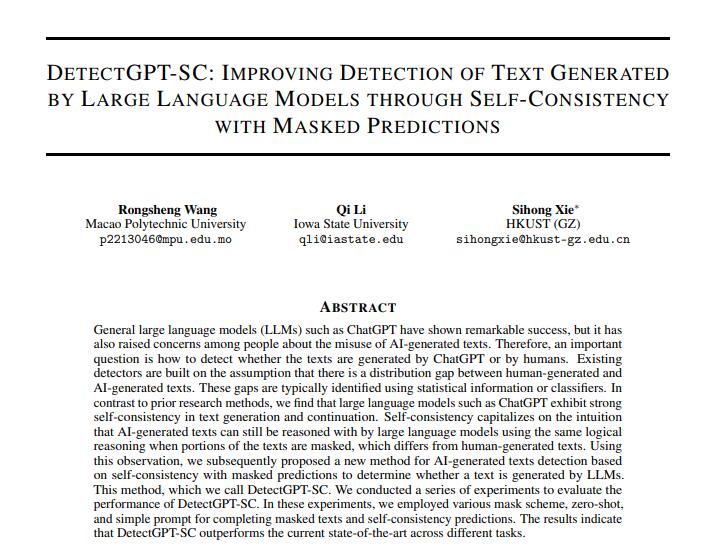 DETECTGPT-SC: IMPROVING DETECTION OF TEXT GENERATED
BY LARGE LANGUAGE MODELS THROUGH SELF-CONSISTENCY
WITH MASKED PREDICTIONS
Rongsheng Wang
Macao Polytechnic University
p2213046@mpu.edu.mo
Qi Li
Iowa State University
qli@iastate.edu
Sihong Xie*
HKUST (GZ)
sihongxie@hkust-gz.edu.cn
ABSTRACT
General large language models (LLMs) such as ChatGPT have shown remarkable success, but it has
also raised concerns among people about the misuse of AI-generated texts. Therefore, an important
question is how to detect whether the texts are generated by ChatGPT or by humans. Existing
detectors are built on the assumption that there is a distribution gap between human-generated and
AI-generated texts. These gaps are typically identified using statistical information or classifiers. In
contrast to prior research methods, we find that large language models such as ChatGPT exhibit strong
self-consistency in text generation and continuation. Self-consistency capitalizes on the intuition
that AI-generated texts can still be reasoned with by large language models using the same logical
reasoning when portions of the texts are masked, which differs from human-generated texts. Using
this observation, we subsequently proposed a new method for AI-generated texts detection based
on self-consistency with masked predictions to determine whether a text is generated by LLMs.
This method, which we call DetectGPT-SC. We conducted a series of experiments to evaluate the
performance of DetectGPT-SC. In these experiments, we employed various mask scheme, zero-shot,
and simple prompt for completing masked texts and self-consistency predictions. The results indicate
that DetectGPT-SC outperforms the current state-of-the-art across different tasks.